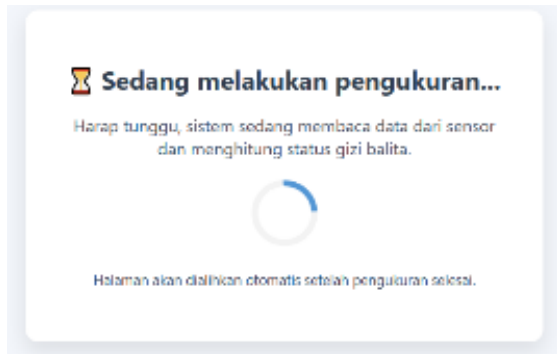 ⏳ Sedang melakukan pengukuran...
Harap tunggu, sistem sedang membaca data dari sensor
dan menghitung status gizi balita.
Halaman akan dialihkan otomatis setelah pengukuran selesai.